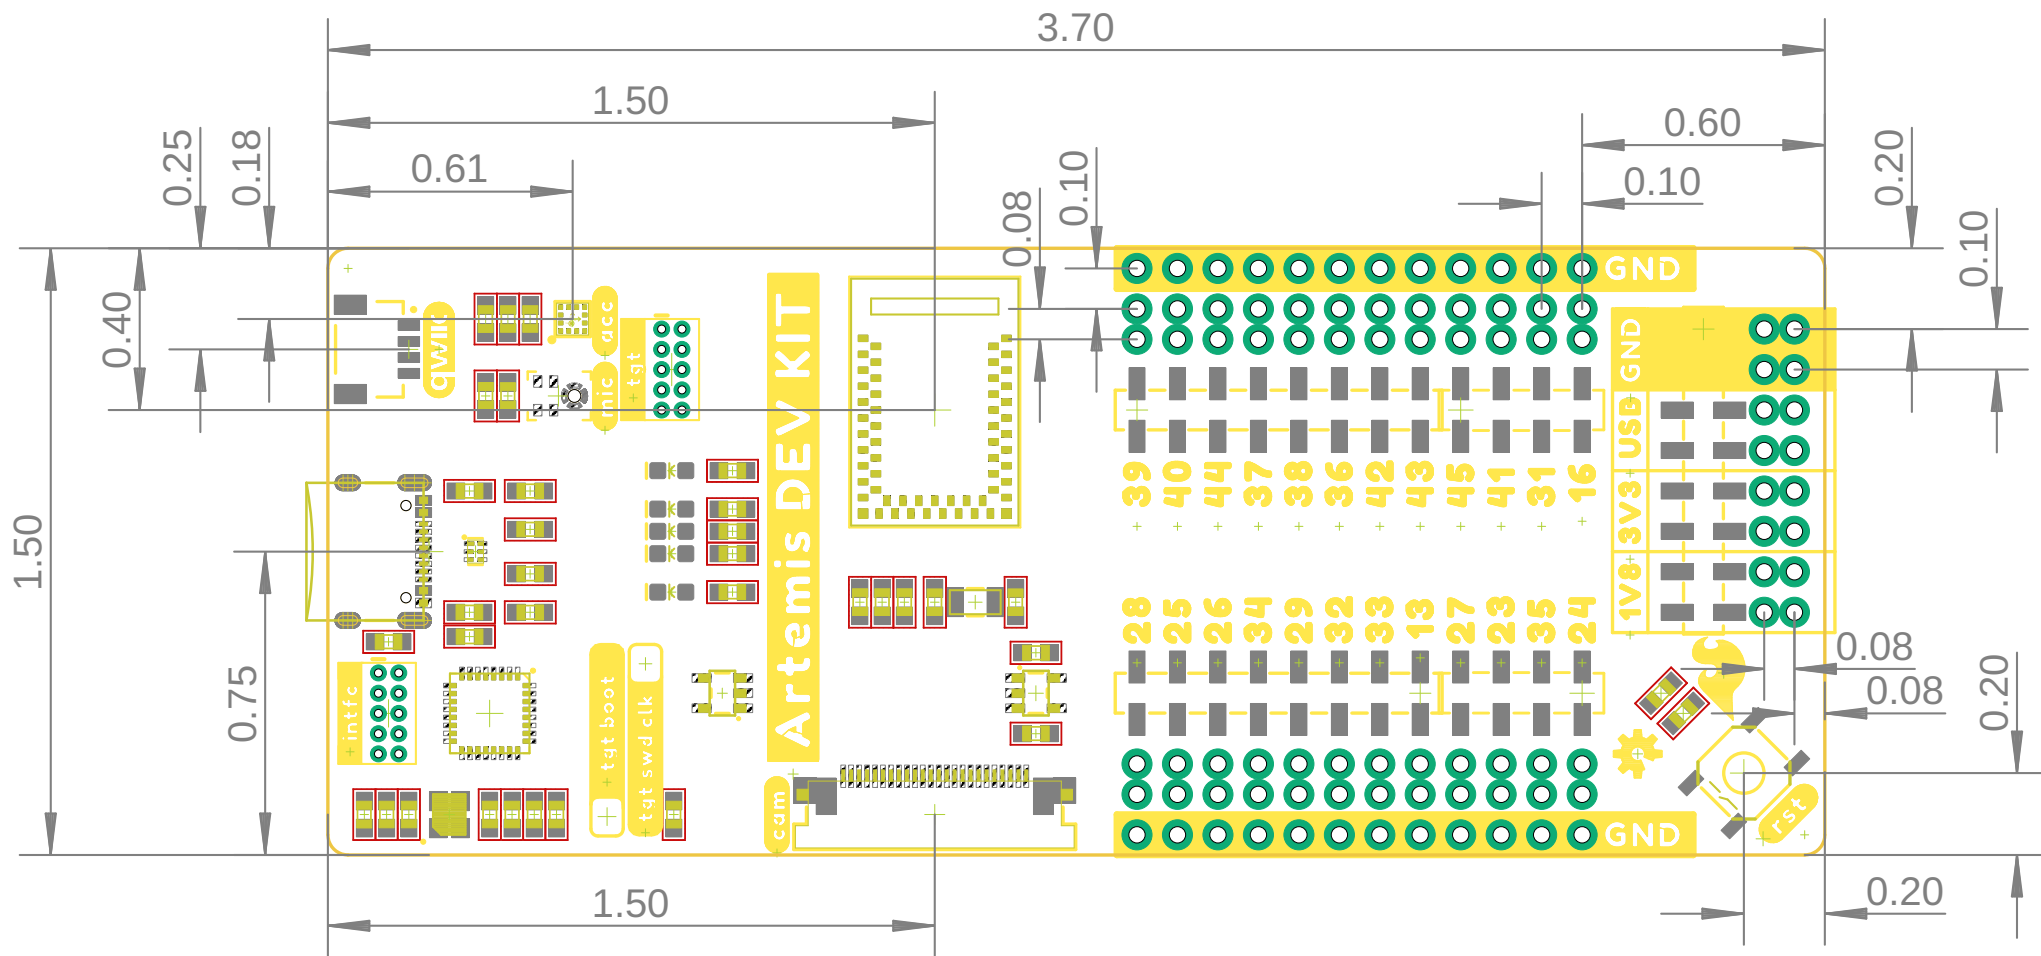 3.70
1.50
0.61
0.60
0.10
0.25
0.18
0.08
0.10
0.20
0.10
0.40
1.50
0.75
GND
GND
USB
3V3
1V8
qwiic
acc
mic
tgt
Artemis DEV KIT
39 40 44 37 38 36 42 43 45 41 31 16
28 25 26 34 29 32 33 13 27 23 35 24
intfc
tgt boot
tgt swd clk
cam
GND
rst
0.08
0.08
0.20
0.20
1.50